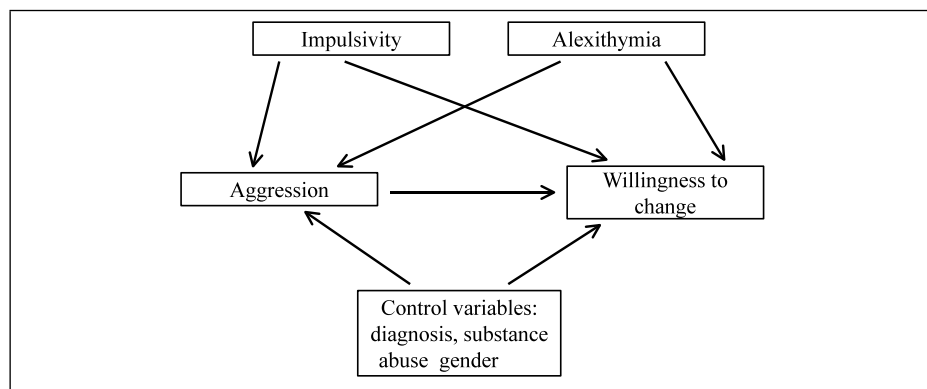 Impulsivity
Alexithymia
Aggression
Willingness to
change
Control variables:
diagnosis, substance
abuse gender